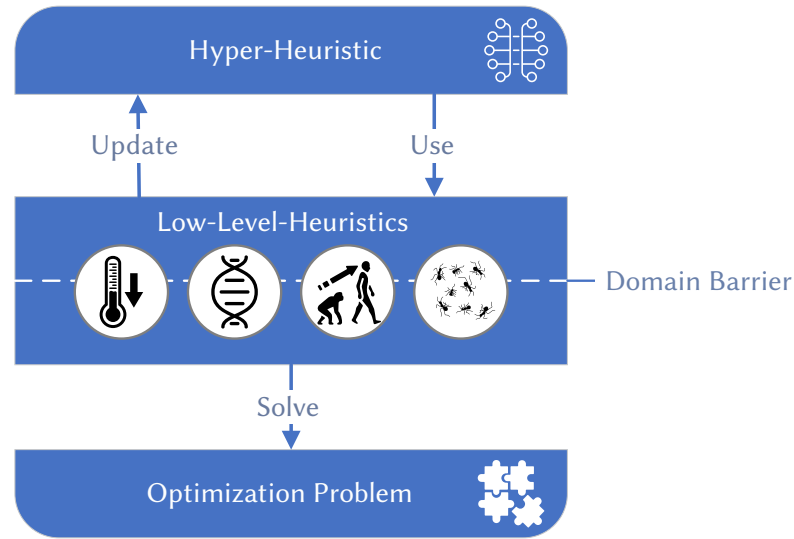 Hyper-Heuristic
Update
Use
Low-Level-Heuristics
Domain Barrier
Solve
Optimization Problem